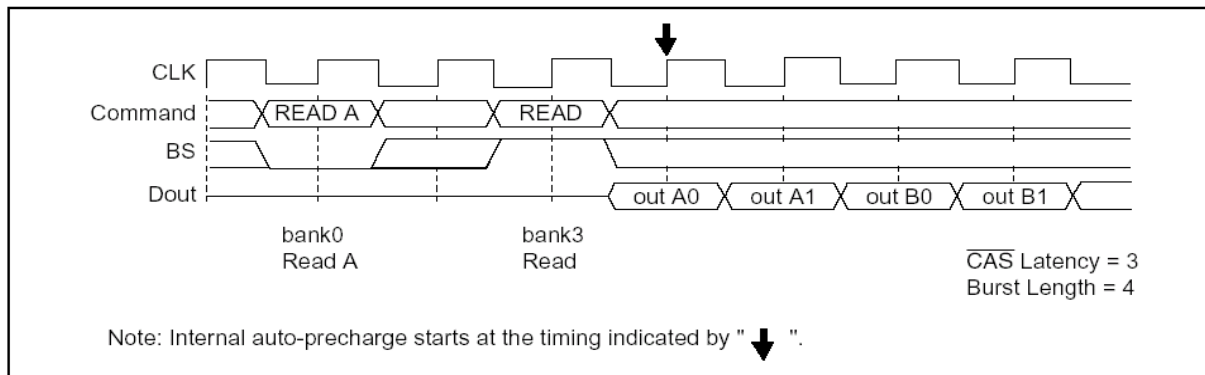 CLK
Command READ A READ
BS
Dout out A0 out A1 out B0 out B1
bank0 bank3
Read A Read
CAS Latency = 3
Burst Length = 4
Note: Internal auto-precharge starts at the timing indicated by " ".